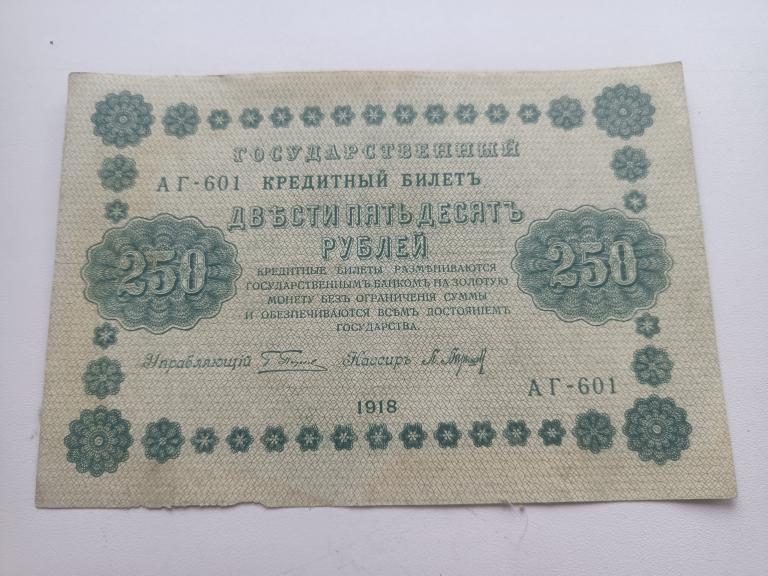 ГОСУДАРСТВЕННЫЙ
АГ-601 КРЕДИТНЫЙ БИЛЕТЪ
ДВѢСТИ ПЯТЬДЕСЯТЪ
РУБЛЕЙ
250
250
КРЕДИТНЫЕ БИЛЕТЫ РАЗМѢНИВАЮТСЯ
ГОСУДАРСТВЕННЫМЪ БАНКОМЪ НА ЗОЛОТУЮ
МОНЕТУ БЕЗЪ ОГРАНИЧЕНІЯ СУММЫ
И ОБЕЗПЕЧИВАЮТСЯ ВСѢМЪ ДОСТОЯНІЕМЪ
ГОСУДАРСТВА.
Управляющій
Кассиръ
АГ-601
1918